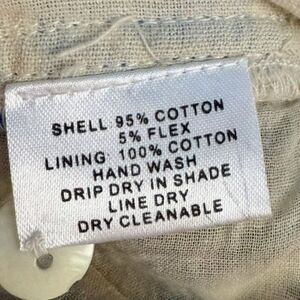 SHELL 95% COTTON
5% FLEX
LINING 100% COTTON
HAND WASH
DRIP DRY IN SHADE
LINE DRY
DRY CLEANABLE